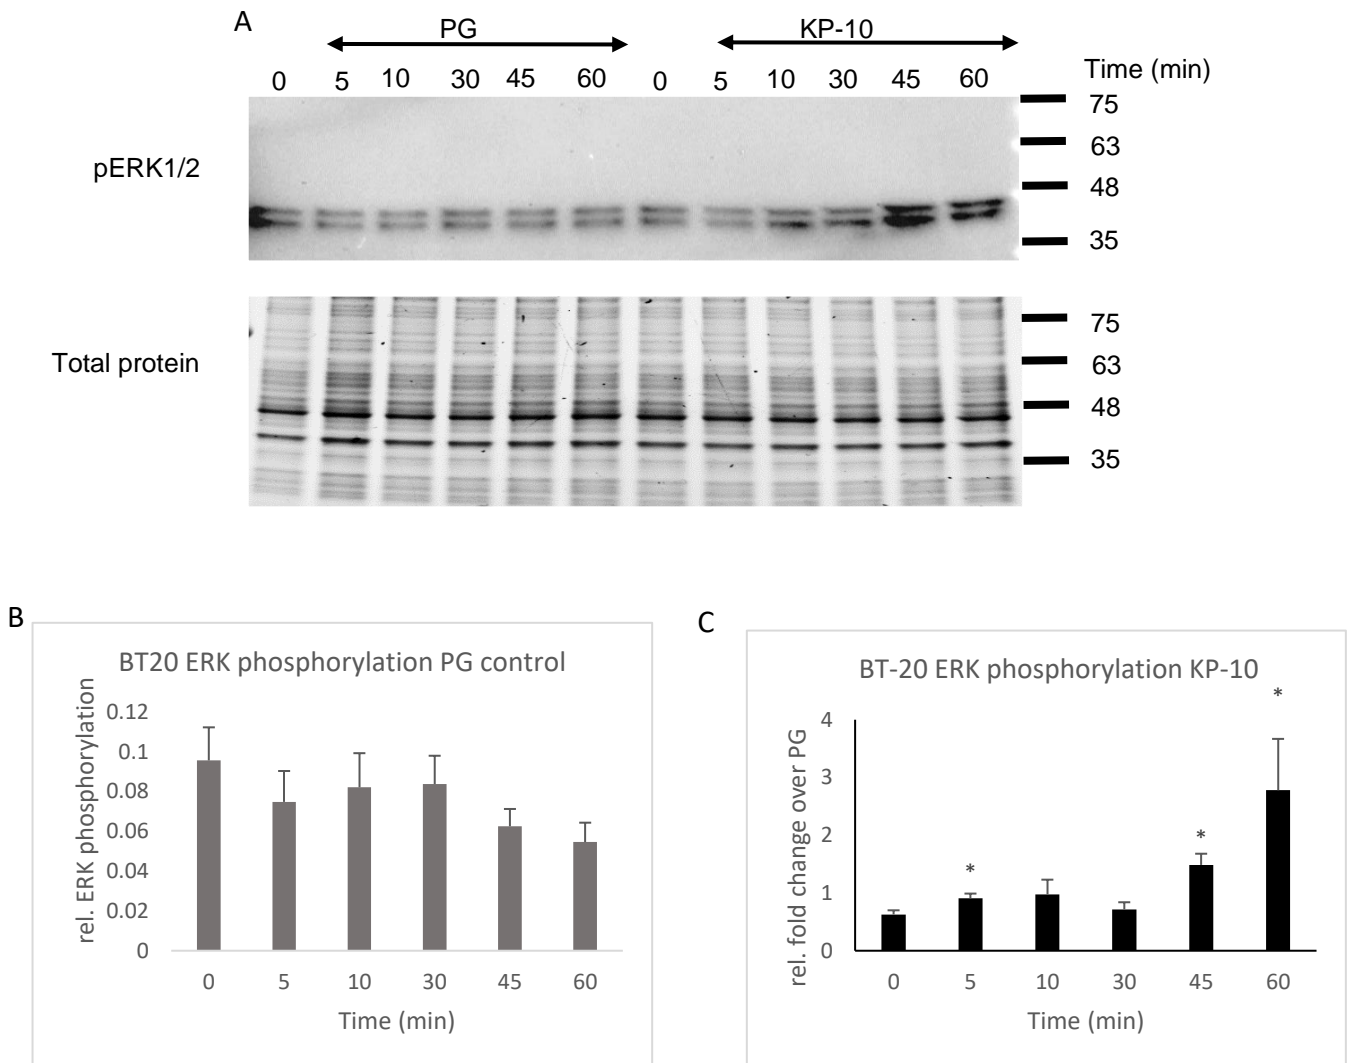 A
PG KP-10
0 5 10 30 45 60 0 5 10 30 45 60 Time (min)
75
63
pERK1/2
48
35
75
Total protein
63
48
35
B
BT20 ERK phosphorylation PG control
rel. ERK phosphorylation
0.12
0.1
0.08
0.06
0.04
0.02
0
0 5 10 30 45 60
Time (min)
C
BT-20 ERK phosphorylation KP-10
rel. fold change over PG
4
3
2
1
0
* * *
0 5 10 30 45 60
Time (min)